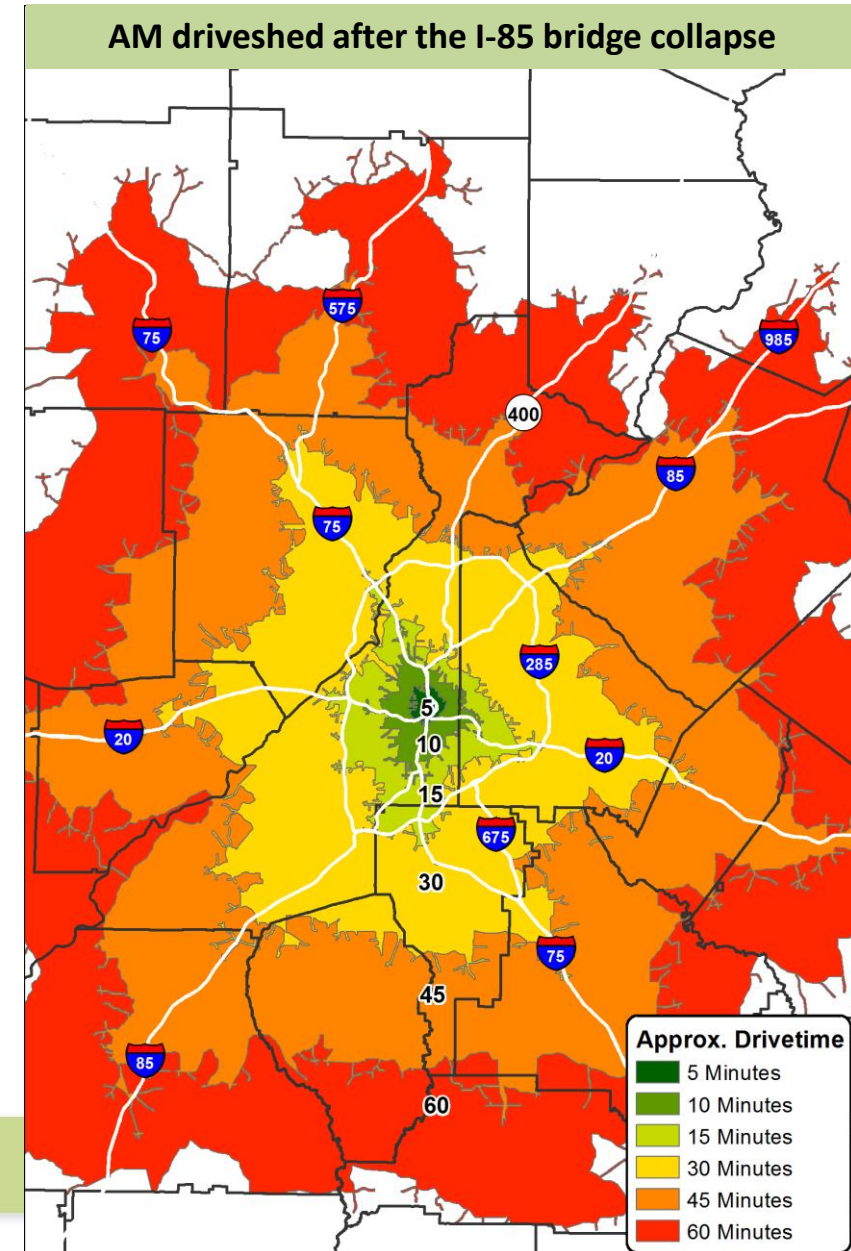 AM driveshed after the I-85 bridge collapse
575
75
985
400
85
75
285
5
20
10
20
15
675
30
75
45
85
60
Approx. Drivetime
5 Minutes
10 Minutes
15 Minutes
30 Minutes
45 Minutes
60 Minutes